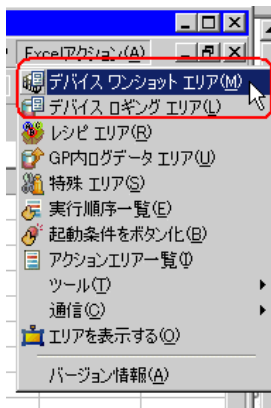 Excelアクション(A)
デバイス ワンショット エリア(M)
デバイス ロギング エリア(L)
レシピ エリア(R)
GP内ログデータ エリア(U)
特殊 エリア(S)
実行順序一覧(E)
起動条件をボタン化(B)
アクションエリア一覧(I)
ツール(T)
通信(C)
エリアを表示する(O)
バージョン情報(A)